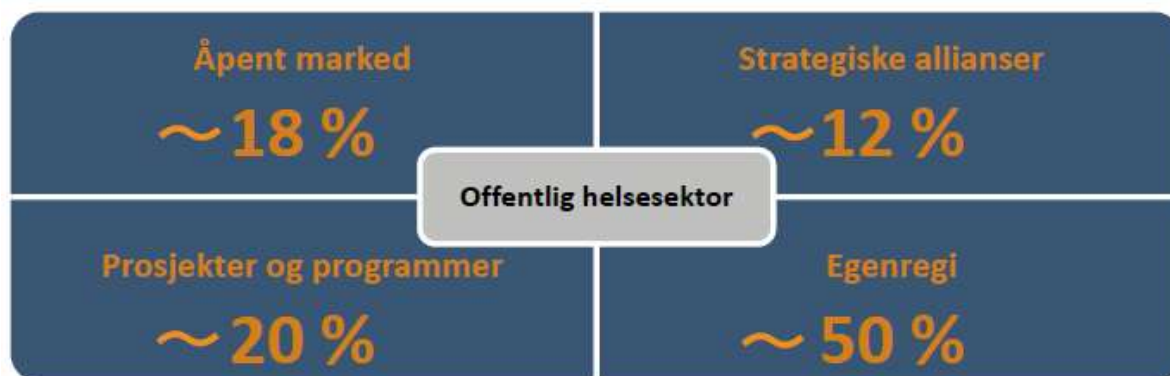 Åpent marked
~18 %
Strategiske allianser
~12 %
Offentlig helsesektor
Prosjekter og programmer
~20 %
Egenregi
~ 50 %